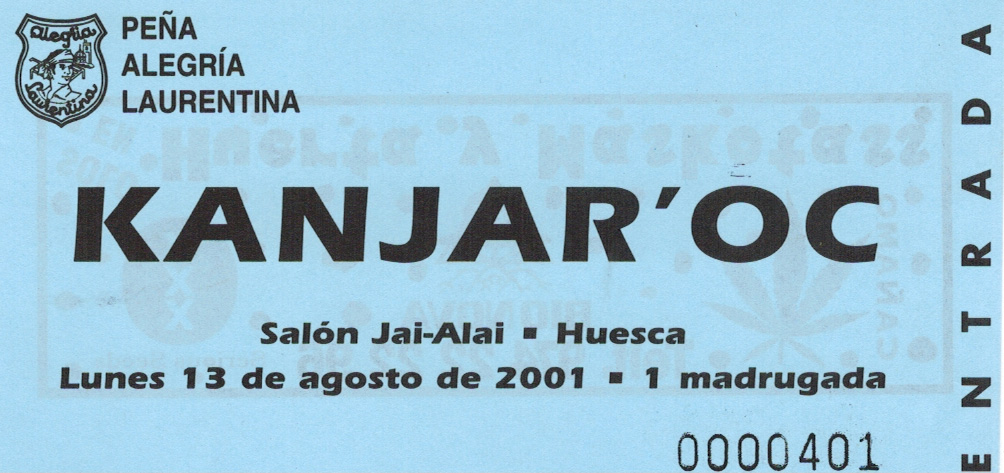 Alegría
Laurentina
PEÑA
ALEGRÍA
LAURENTINA
KANJAR'OC
Salón Jai-Alai ▪ Huesca
Lunes 13 de agosto de 2001 ▪ 1 madrugada
0000401
ENTRADA